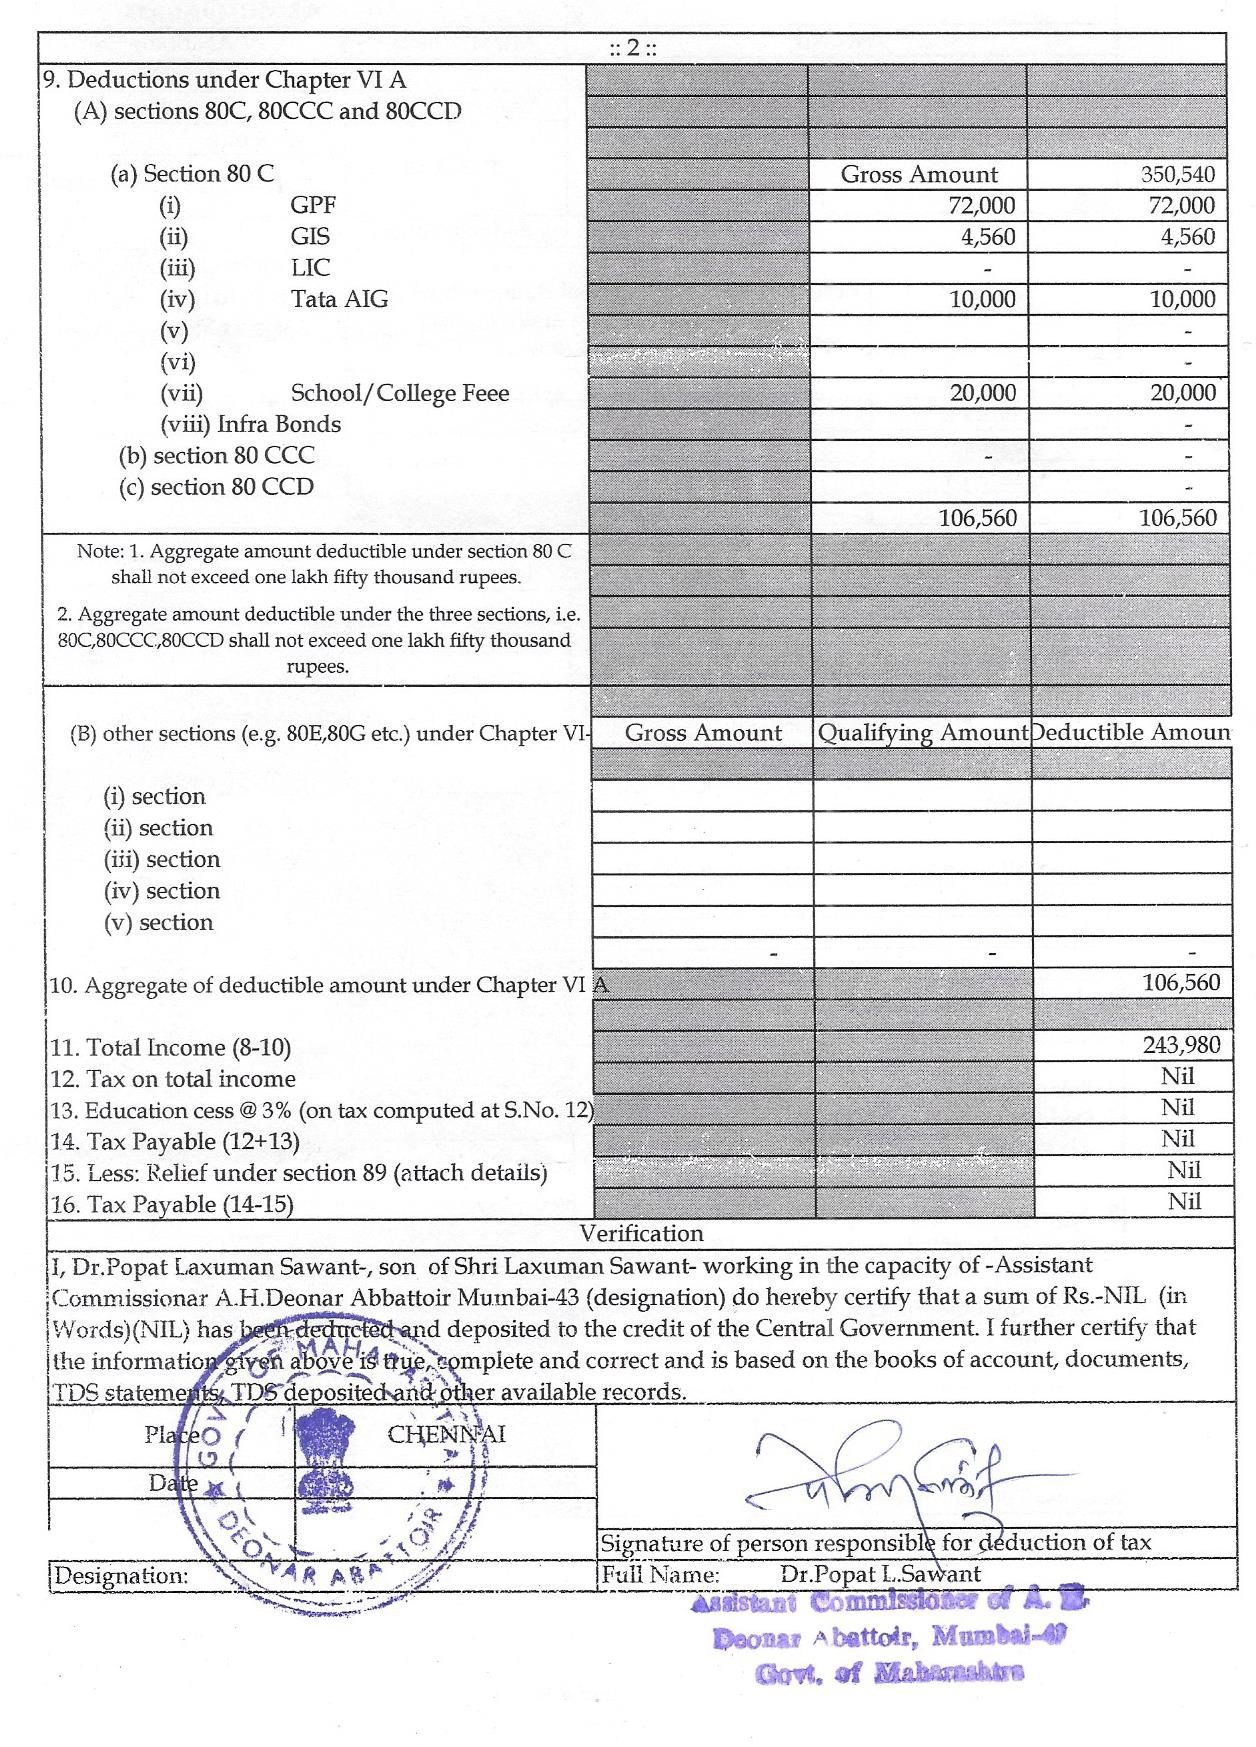 :: 2 ::
9. Deductions under Chapter VI A
(A) sections 80C, 80CCC and 80CCD
(a) Section 80 C Gross Amount 350,540
(i) GPF 72,000 72,000
(ii) GIS 4,560 4,560
(iii) LIC - -
(iv) Tata AIG 10,000 10,000
(v) -
(vi) -
(vii) School/College Feee 20,000 20,000
(viii) Infra Bonds -
(b) section 80 CCC - -
(c) section 80 CCD -
106,560 106,560
Note: 1. Aggregate amount deductible under section 80 C
shall not exceed one lakh fifty thousand rupees.
2. Aggregate amount deductible under the three sections, i.e.
80C,80CCC,80CCD shall not exceed one lakh fifty thousand
rupees.
(B) other sections (e.g. 80E,80G etc.) under Chapter VI- Gross Amount Qualifying Amount Deductible Amoun
(i) section
(ii) section
(iii) section
(iv) section
(v) section
- - -
10. Aggregate of deductible amount under Chapter VI A 106,560
11. Total Income (8-10) 243,980
12. Tax on total income Nil
13. Education cess @ 3% (on tax computed at S.No. 12) Nil
14. Tax Payable (12+13) Nil
15. Less: Relief under section 89 (attach details) Nil
16. Tax Payable (14-15) Nil
Verification
I, Dr.Popat Laxuman Sawant-, son of Shri Laxuman Sawant- working in the capacity of -Assistant
Commissionar A.H.Deonar Abbattoir Mumbai-43 (designation) do hereby certify that a sum of Rs.-NIL (in
Words)(NIL) has been deducted and deposited to the credit of the Central Government. I further certify that
the information given above is true, complete and correct and is based on the books of account, documents,
TDS statements, TDS deposited and other available records.
Place CHENNAI
Date
GOVT. OF MAHARASHTRA
DEONAR ABATTOIR
Signature of person responsible for deduction of tax
Designation: Full Name: Dr.Popat L.Sawant
Assistant Commissioner of A.
Deonar Abattoir, Mumbai-
Govt. of Maharashtra